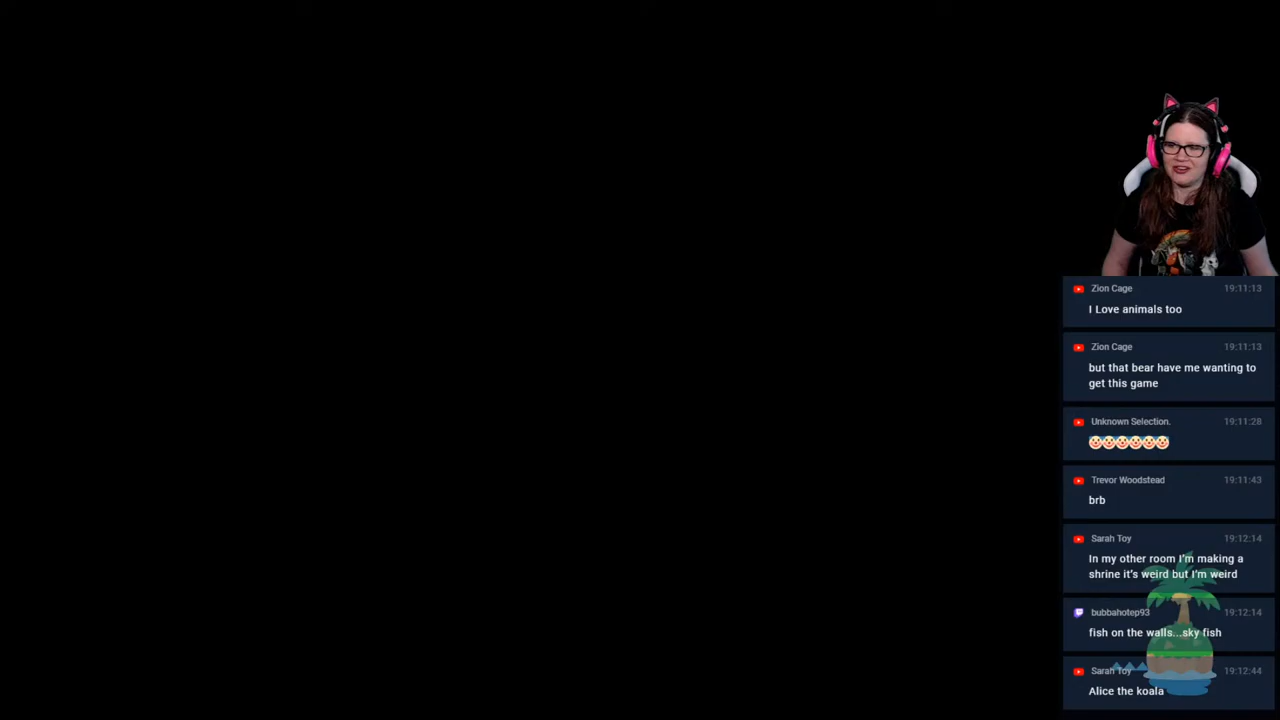 Zion Cage 19:11:13
I Love animals too
Zion Cage 19:11:13
but that bear have me wanting to
get this game
Unknown Selection. 19:11:28
Trevor Woodstead 19:11:43
brb
Sarah Toy 19:12:14
In my other room I'm making a
shrine it's weird but I'm weird
bubbahotep93 19:12:14
fish on the walls...sky fish
Sarah Toy 19:12:44
Alice the koala